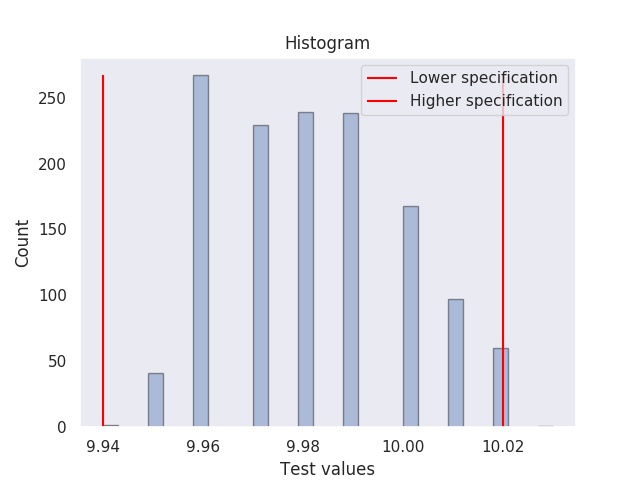 Histogram
Lower specification
Higher specification
250
200
150
100
50
0
Count
9.94 9.96 9.98 10.00 10.02
Test values